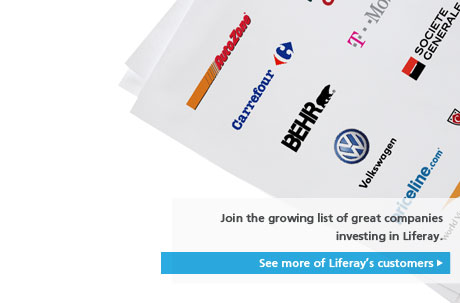 T · · Mo
SOCIETE
GENERALE
AutoZone
Carrefour
BEHR
Volkswagen
priceline.com
Join the growing list of great companies
investing in Liferay.
See more of Liferay's customers